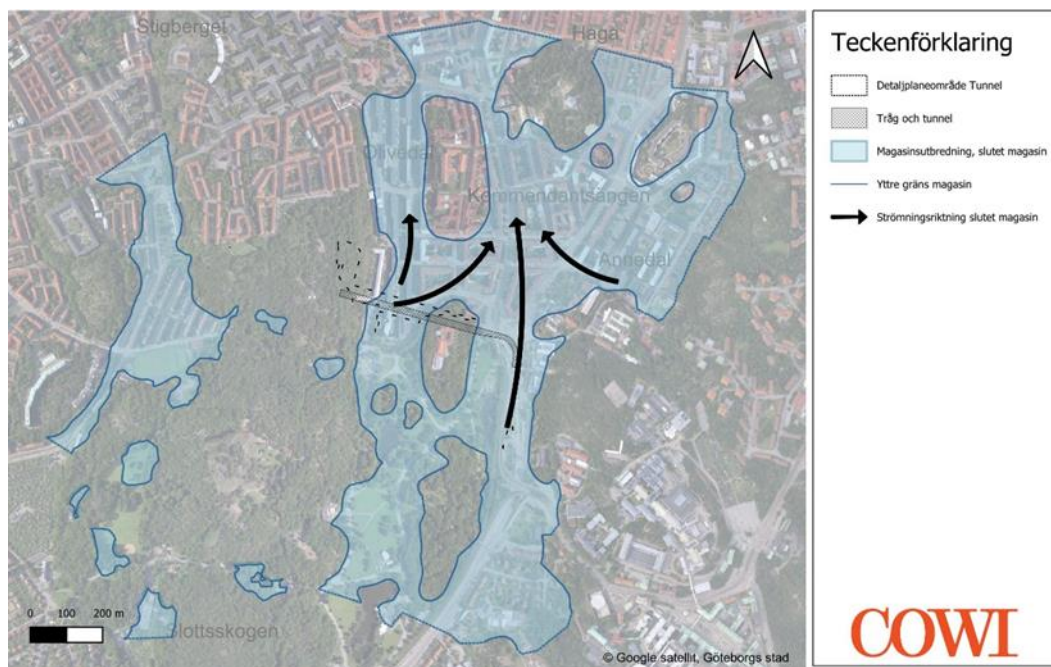 Stigberget
Haga
Olivedal
Kommendantsängen
Annedal
Slottsskogen
0 100 200 m
© Google satellit, Göteborgs stad
Teckenförklaring
Detaljplaneområde Tunnel
Tråg och tunnel
Magasinsutbredning, slutet magasin
Yttre gräns magasin
Strömningsriktning slutet magasin
COWI